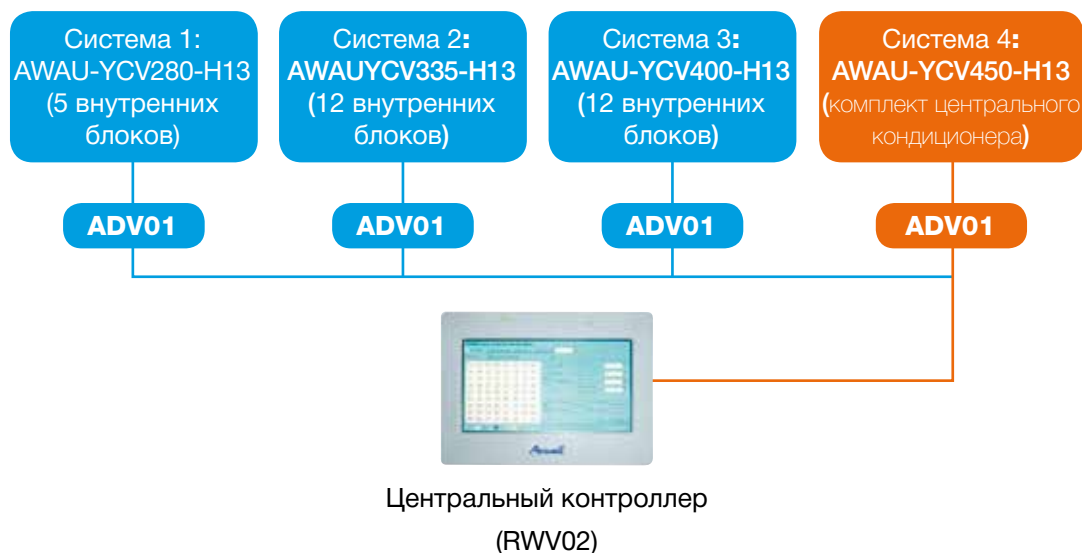 Система 1:
AWAU-YCV280-H13
(5 внутренних
блоков)
Система 2:
AWAUYCV335-H13
(12 внутренних
блоков)
Система 3:
AWAU-YCV400-H13
(12 внутренних
блоков)
Система 4:
AWAU-YCV450-H13
(комплект центрального
кондиционера)
ADV01
ADV01
ADV01
ADV01
Центральный контроллер
(RWV02)